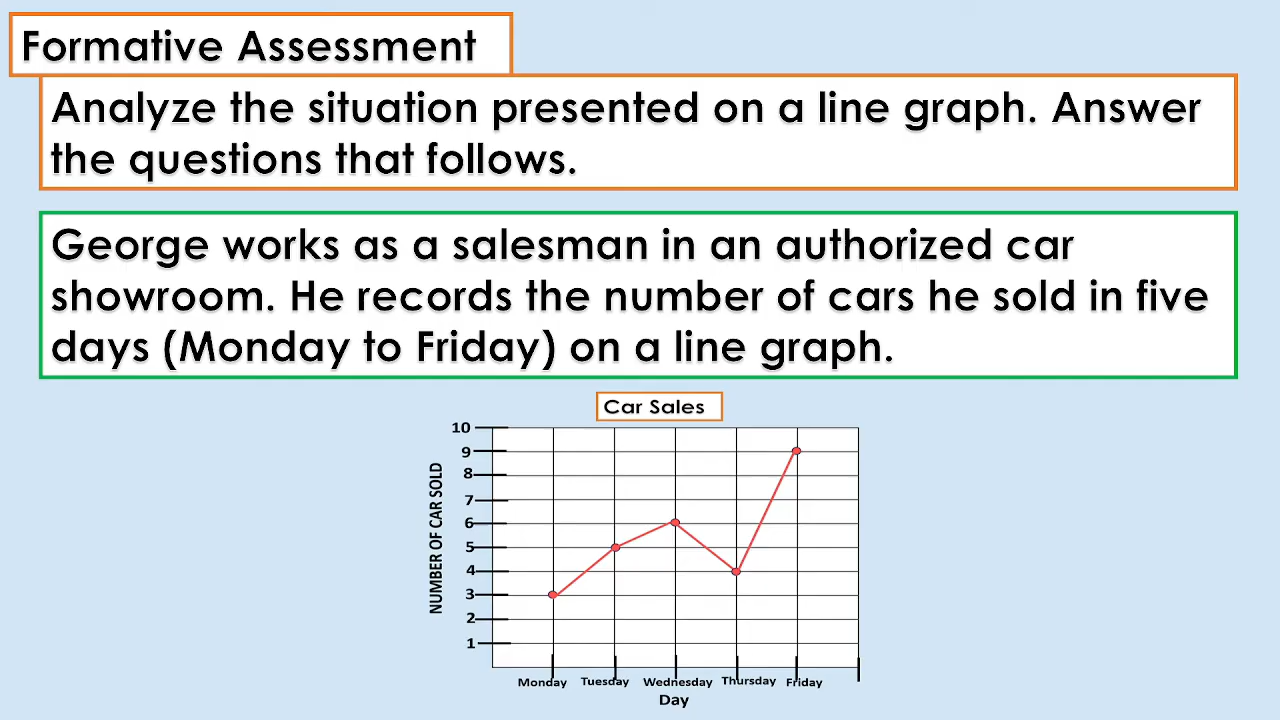 Formative Assessment
Analyze the situation presented on a line graph. Answer
the questions that follows.
George works as a salesman in an authorized car
showroom. He records the number of cars he sold in five
days (Monday to Friday) on a line graph.
Car Sales
NUMBER OF CAR SOLD
10
9
8
7
6
5
4
3
2
1
Monday Tuesday Wednesday Thursday Friday
Day